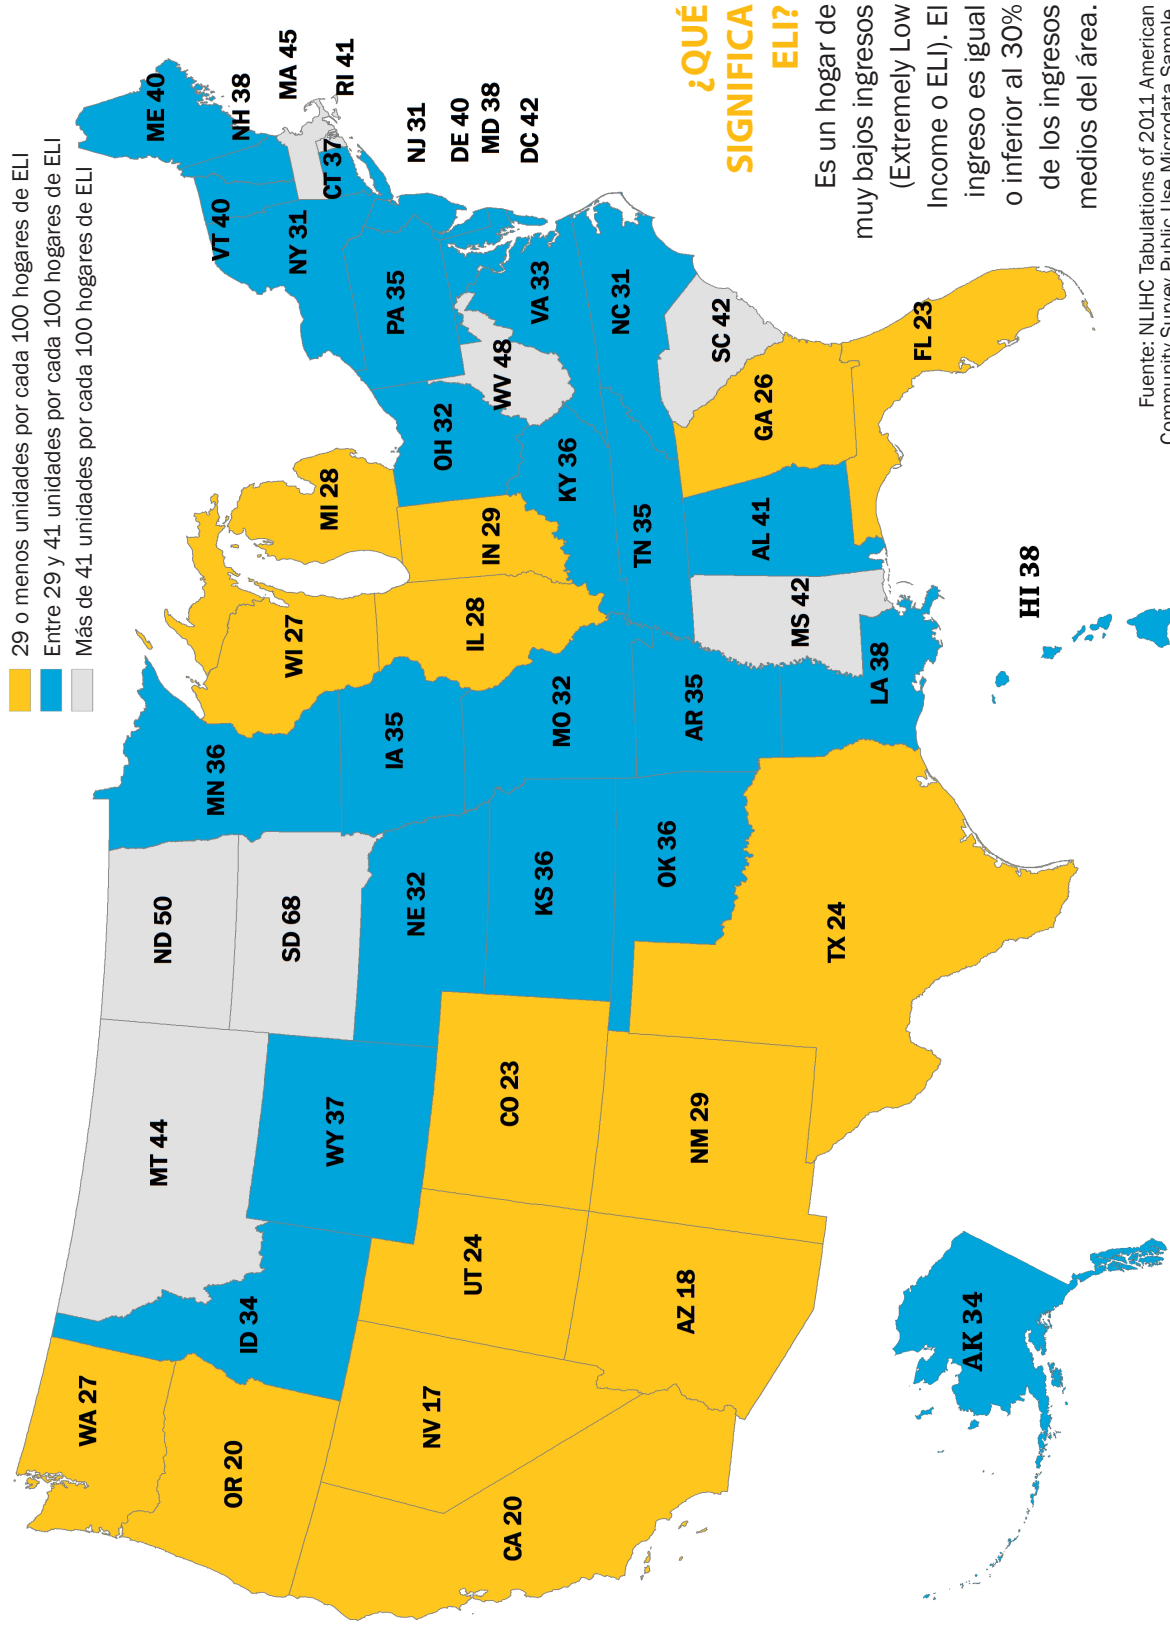 29 o menos unidades por cada 100 hogares de ELI
Entre 29 y 41 unidades por cada 100 hogares de ELI
Más de 41 unidades por cada 100 hogares de ELI
WA 27
OR 20
CA 20
NV 17
ID 34
MT 44
WY 37
UT 24
AZ 18
CO 23
NM 29
ND 50
SD 68
NE 32
KS 36
OK 36
TX 24
MN 36
IA 35
MO 32
AR 35
LA 38
WI 27
IL 28
MS 42
MI 28
IN 29
OH 32
KY 36
TN 35
AL 41
GA 26
FL 23
SC 42
NC 31
VA 33
WV 48
PA 35
NY 31
VT 40
ME 40
NH 38
MA 45
RI 41
CT 37
NJ 31
DE 40
MD 38
DC 42
AK 34
HI 38
¿QUÉ
SIGNIFICA
ELI?
Es un hogar de
muy bajos ingresos
(Extremely Low
Income o ELI). El
ingreso es igual
o inferior al 30%
de los ingresos
medios del área.
Fuente: NLIHC Tabulations of 2011 American
Community Survey Public Use Microdata Sample